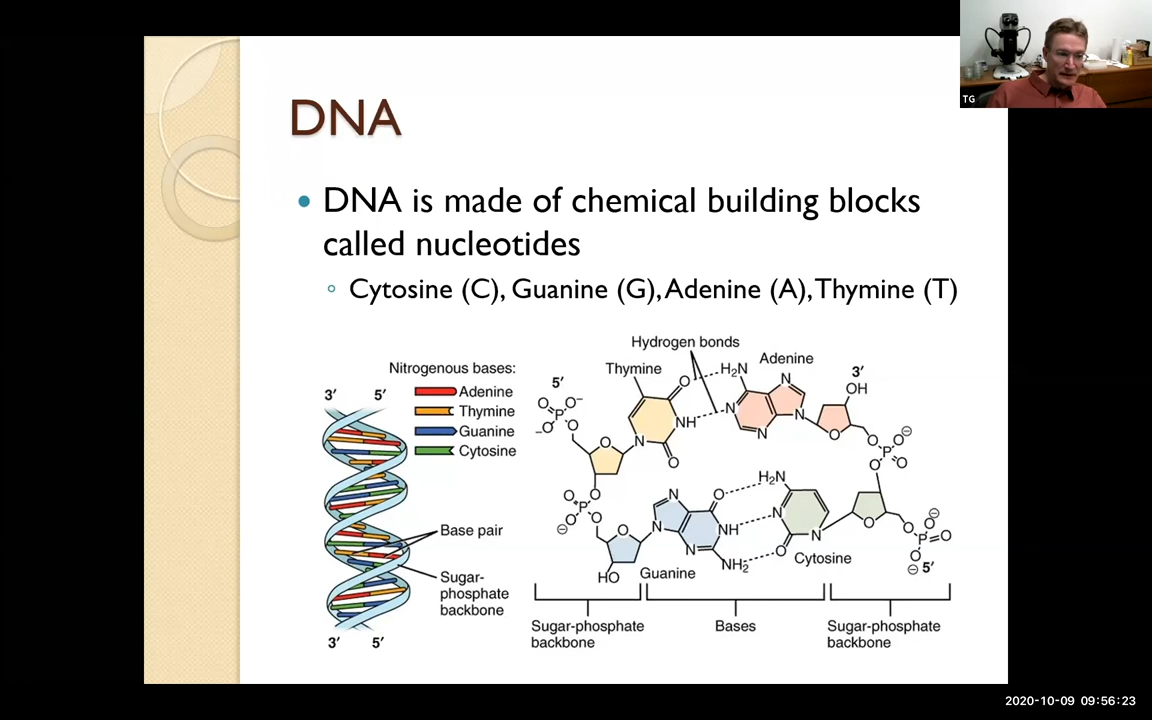 TG
DNA
• DNA is made of chemical building blocks
called nucleotides
◦ Cytosine (C), Guanine (G), Adenine (A), Thymine (T)
Nitrogenous bases:
Adenine
Thymine
Guanine
Cytosine
3′ 5′
Base pair
Sugar-
phosphate
backbone
3′ 5′
Hydrogen bonds
Thymine
Adenine
5′
3′
O
H₂N
N
OH
O
O⁻
P
⁻O
O
NH
N
N
N
N
O
O
O
O
O
O
P
O
⊖
O
O
P
O
⊖
O
H₂N
N
O
N
N
NH
N
N
O
O
HO
Guanine
N
NH₂
O
Cytosine
O
P
O
⊖
O
⊖ 5′
Sugar-phosphate
backbone
Bases
Sugar-phosphate
backbone
2020-10-09 09:56:23